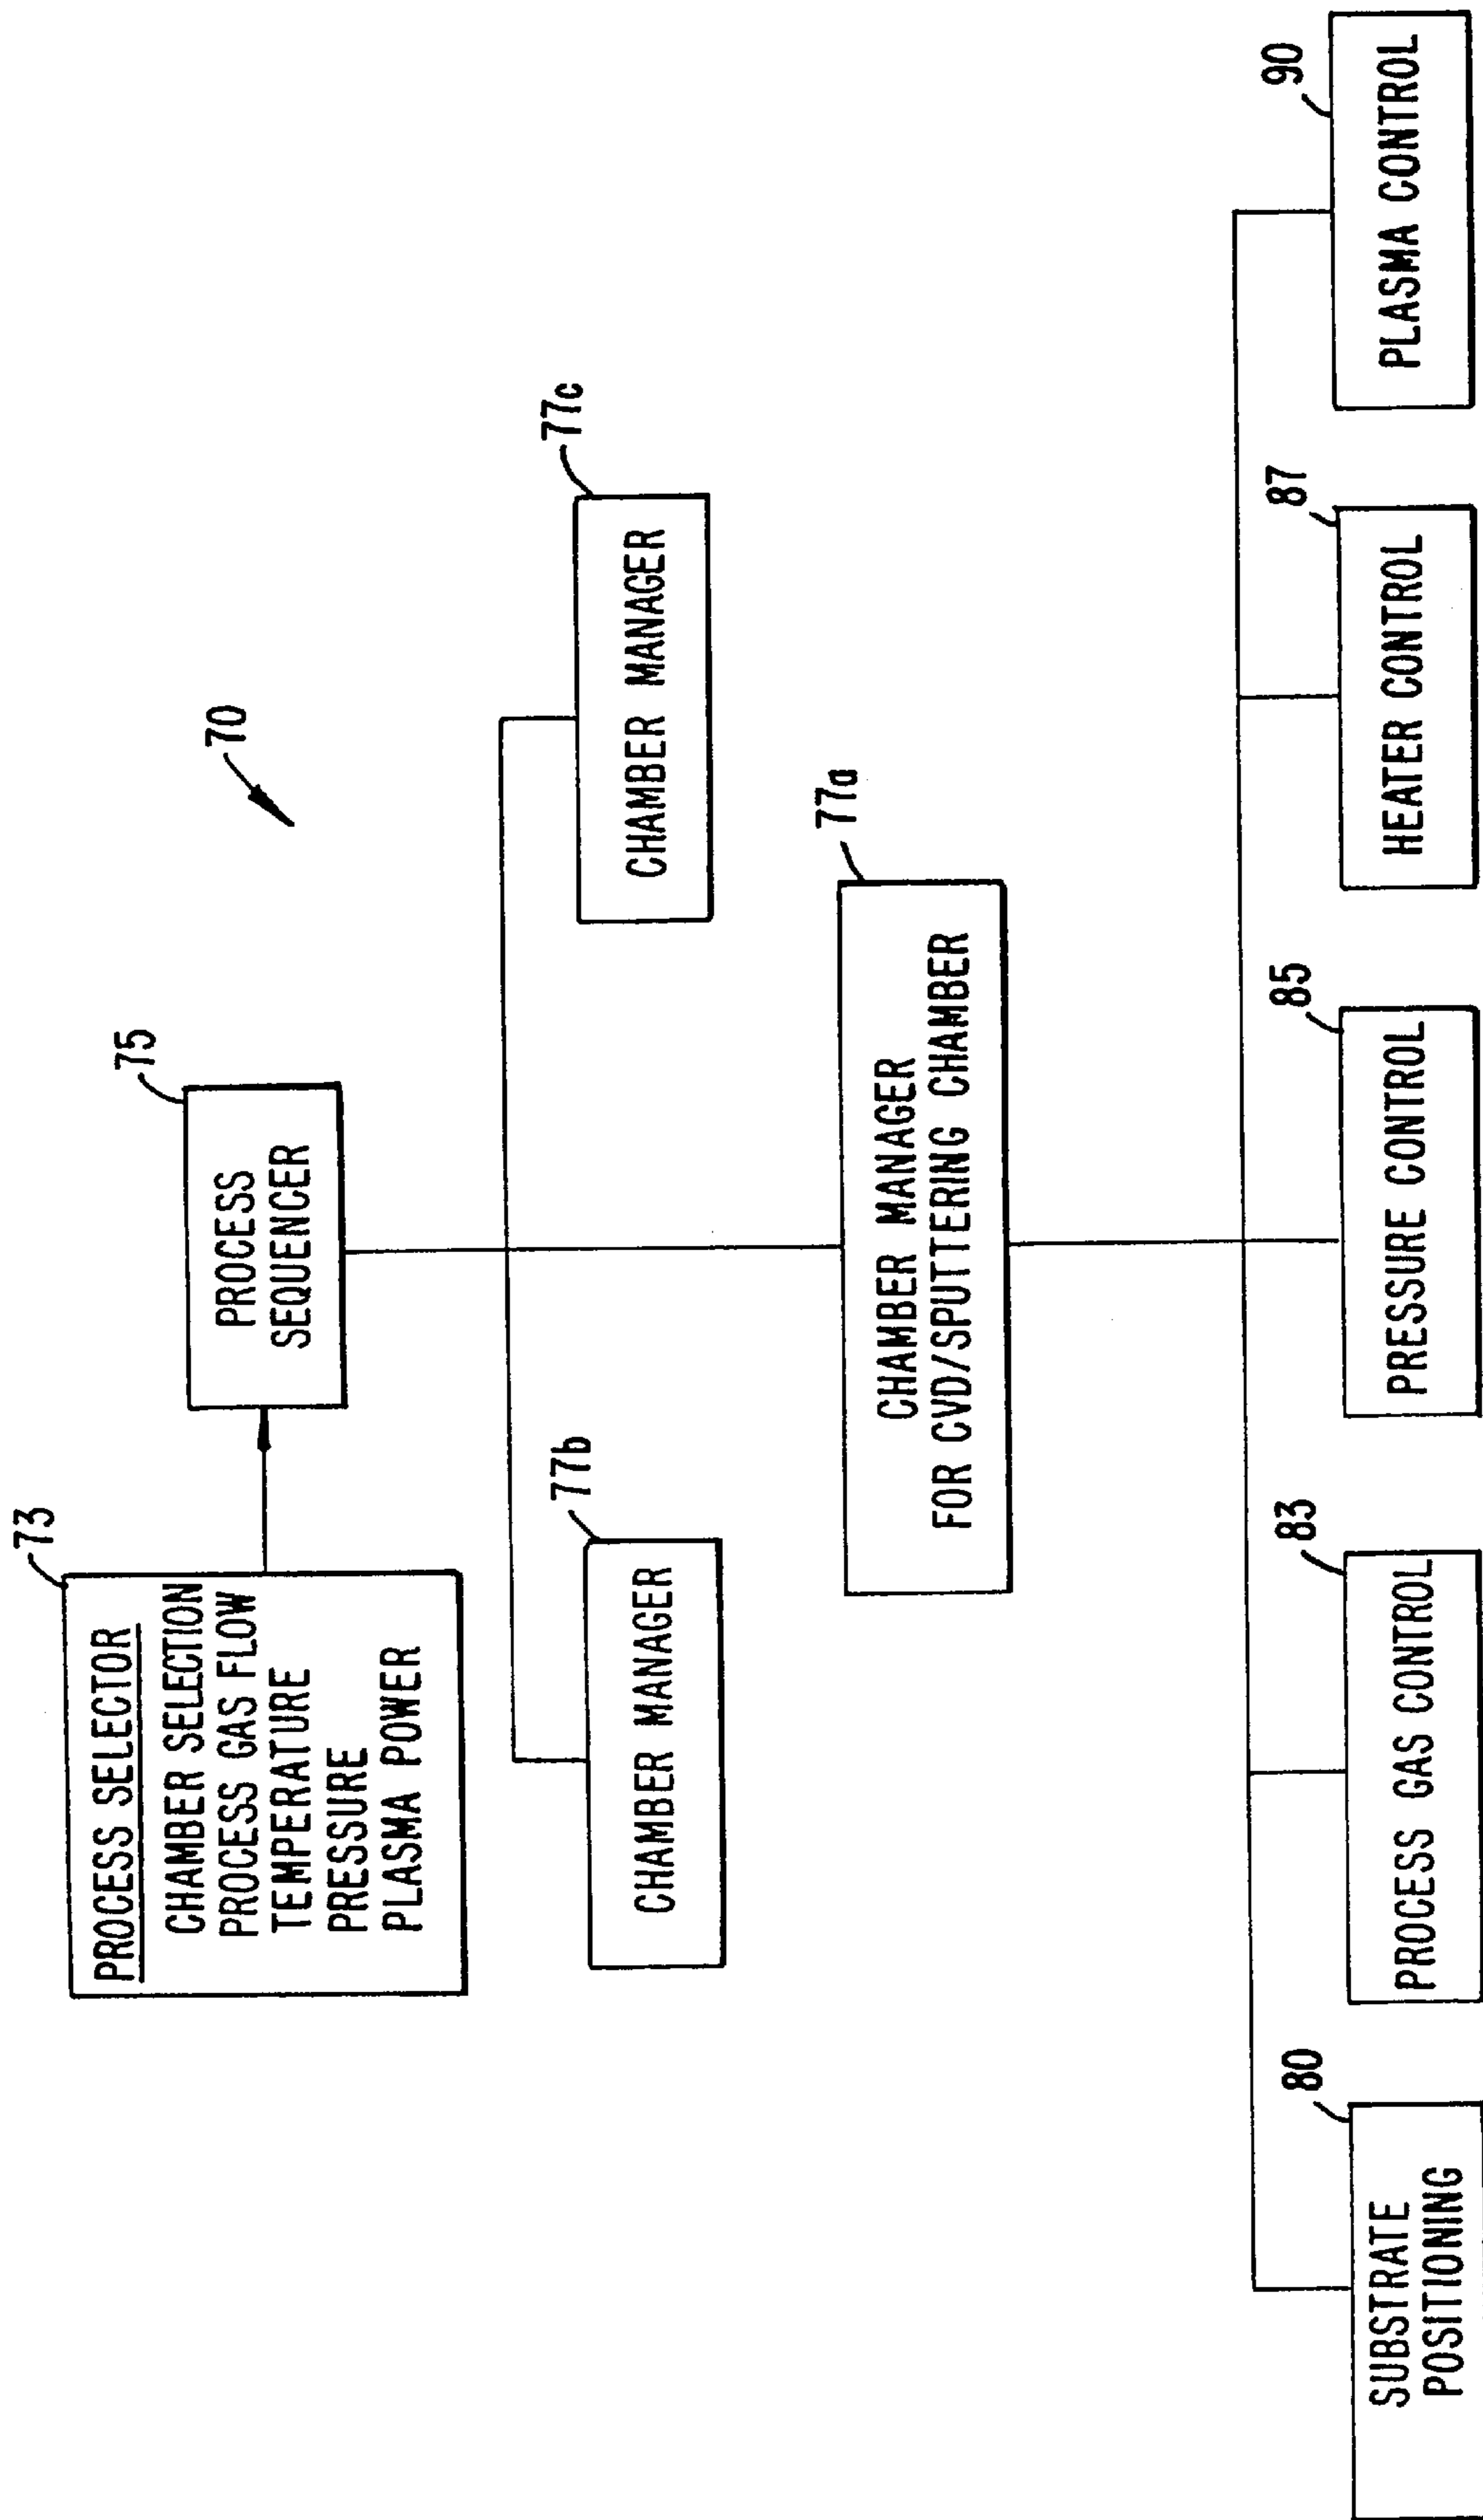 73
PROCESS SELECTOR
CHAMBER SELECTION
PROCESS GAS FLOW
TEMPERATURE
PRESSURE
PLASMA POWER
75
PROCESS
SEQUENCER
70
77b
CHAMBER MANAGER
77c
CHAMBER MANAGER
77a
CHAMBER MANAGER
FOR CVD/SPUTTERING CHAMBER
80
SUBSTRATE
POSITIONING
83
PROCESS GAS CONTROL
85
PRESSURE CONTROL
87
HEATER CONTROL
90
PLASMA CONTROL